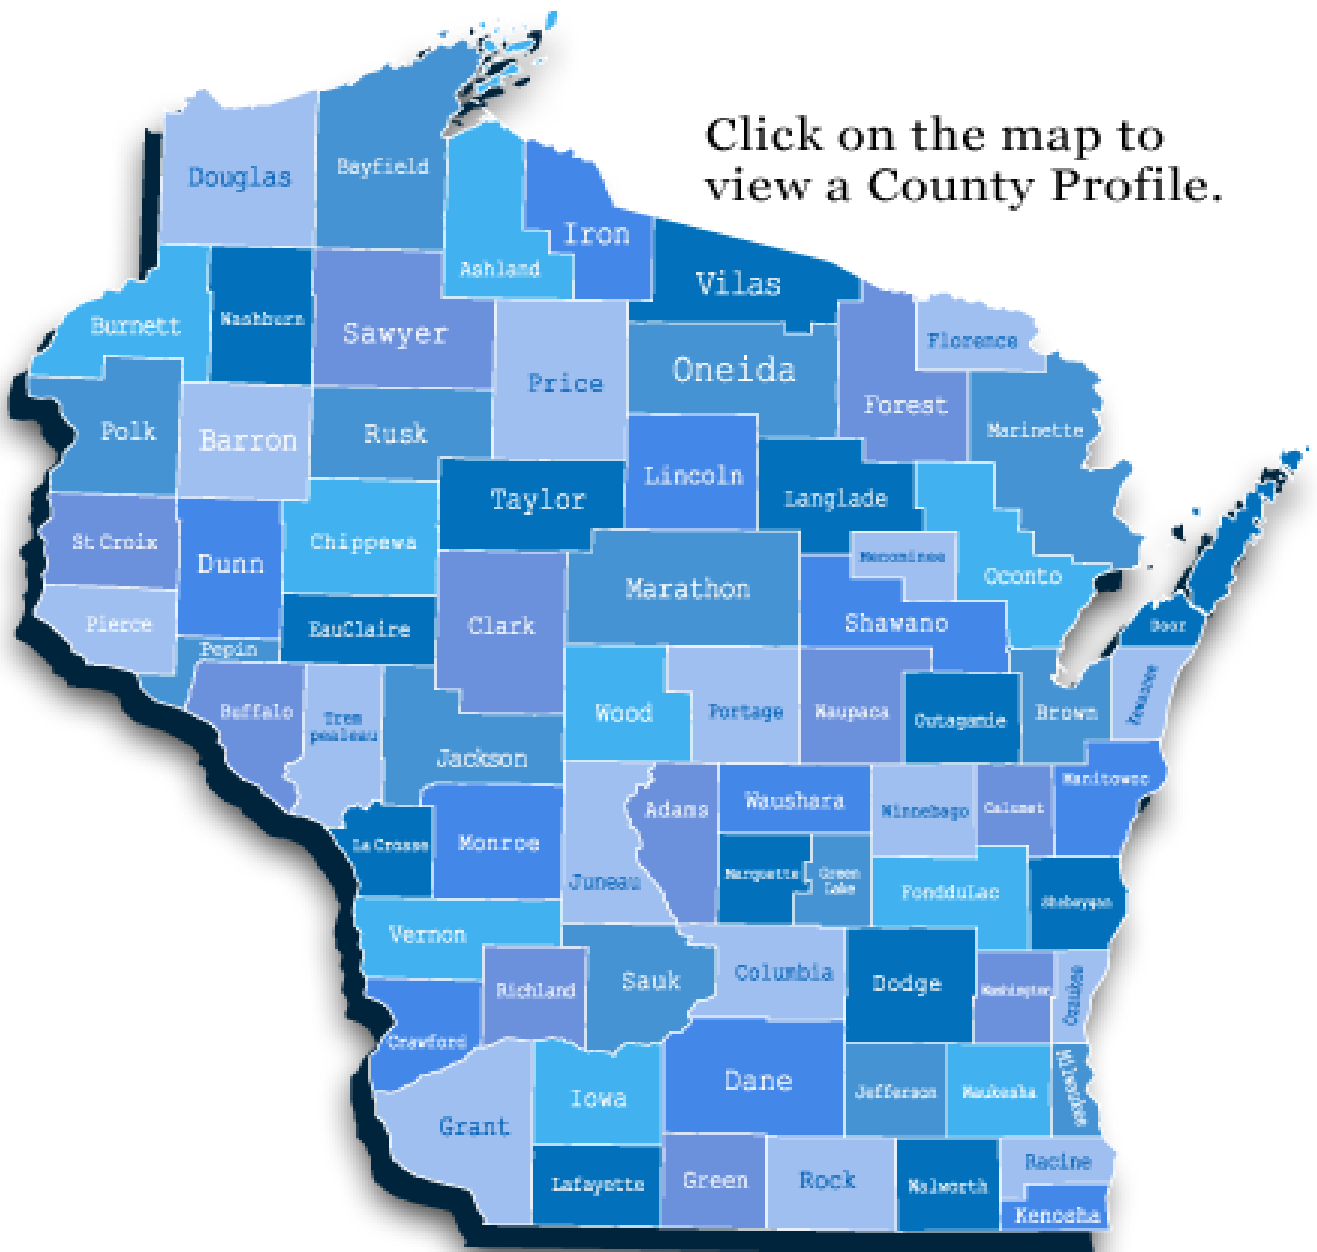 Click on the map to
view a County Profile.
Douglas
Bayfield
Iron
Ashland
Vilas
Burnett
Washburn
Sawyer
Florence
Price
Oneida
Forest
Polk
Barron
Rusk
Marinette
Lincoln
Taylor
Langlade
St Croix
Dunn
Chippewa
Menominee
Oconto
Marathon
Pierce
EauClaire
Clark
Shawano
Door
Pepin
Buffalo
Trem
pealeau
Wood
Portage
Waupaca
Outagamie
Brown
Kewaunee
Jackson
Manitowoc
Adams
Waushara
Winnebago
Calumet
La Crosse
Monroe
Juneau
Marquette
Green
Lake
FondduLac
Sheboygan
Vernon
Richland
Sauk
Columbia
Dodge
Washington
Ozaukee
Crawford
Grant
Iowa
Dane
Jefferson
Waukesha
Milwaukee
Lafayette
Green
Rock
Walworth
Racine
Kenosha